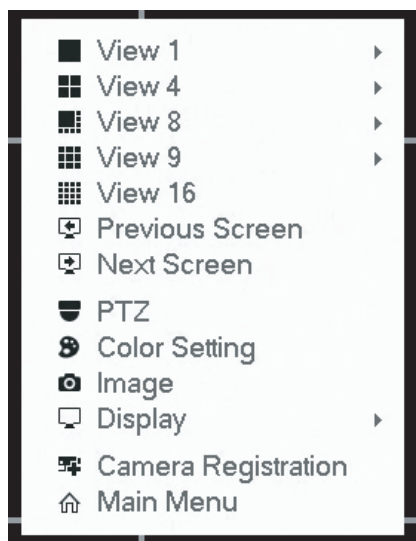 View 1
View 4
View 8
View 9
View 16
Previous Screen
Next Screen
PTZ
Color Setting
Image
Display
Camera Registration
Main Menu